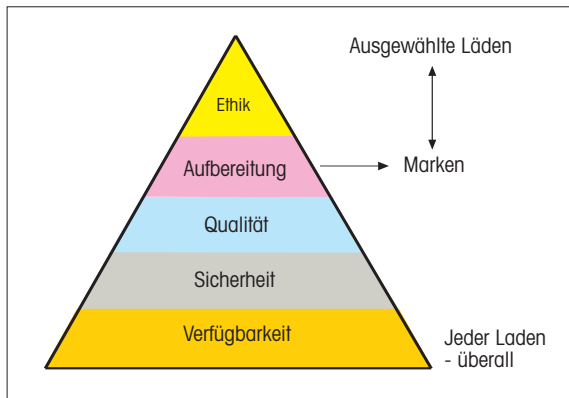 Ausgewählte Läden
Ethik
Aufbereitung
Marken
Qualität
Sicherheit
Verfügbarkeit
Jeder Laden
- überall